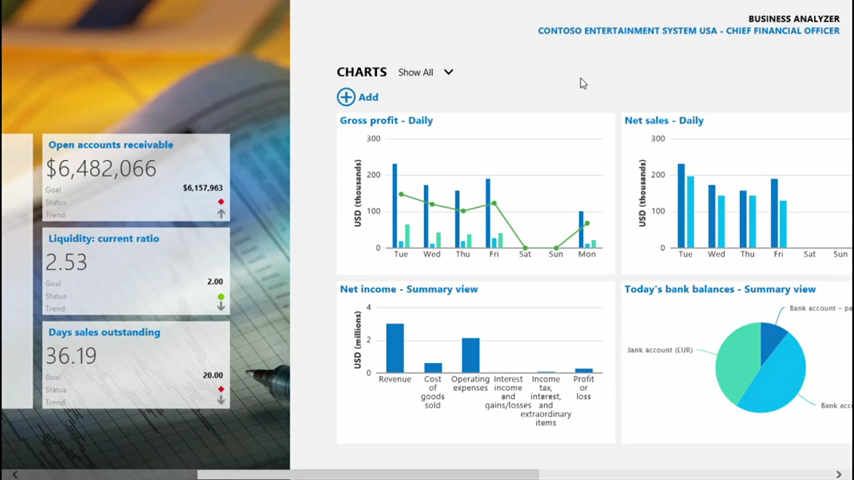 BUSINESS ANALYZER
CONTOSO ENTERTAINMENT SYSTEM USA - CHIEF FINANCIAL OFFICER
CHARTS Show All
Add
Open accounts receivable
$6,482,066
Goal $6,157,963
Status
Trend
Liquidity: current ratio
2.53
Goal 2.00
Status
Trend
Days sales outstanding
36.19
Goal 20.00
Status
Trend
Gross profit - Daily
USD (thousands)
300
200
100
0
Tue Wed Thu Fri Sat Sun Mon
Net sales - Daily
USD (thousands)
300
200
100
0
Tue Wed Thu Fri Sat Sun
Net income - Summary view
USD (millions)
4
2
0
Revenue
Cost of goods sold
Operating expenses
Interest income and gains/losses
Income tax, interest, and extraordinary items
Profit or loss
Today's bank balances - Summary view
Bank account - pa
Bank account (EUR)
Bank acc